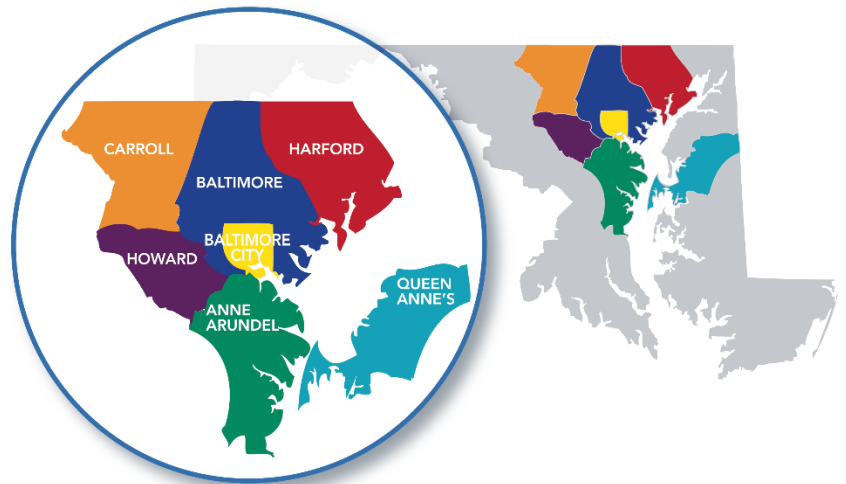 CARROLL
HARFORD
BALTIMORE
BALTIMORE
CITY
HOWARD
QUEEN
ANNE'S
ANNE
ARUNDEL